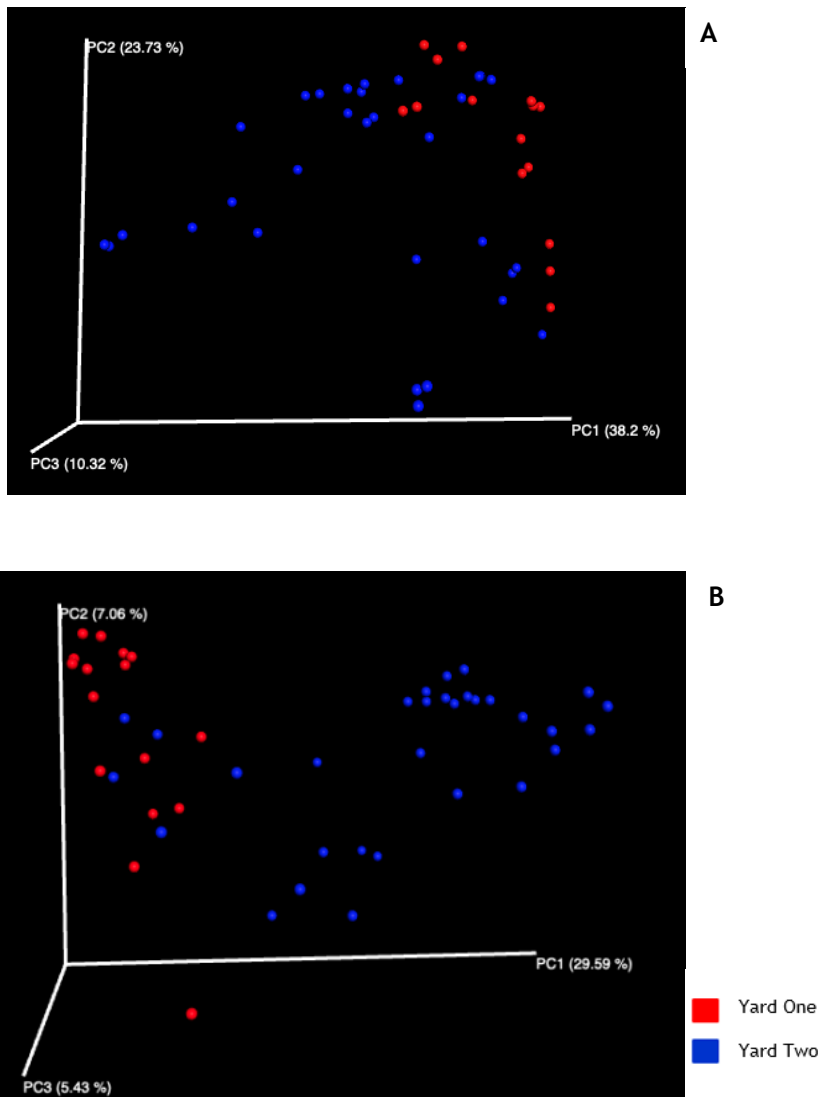 A
PC2 (23.73 %)
PC1 (38.2 %)
PC3 (10.32 %)
B
PC2 (7.06 %)
PC1 (29.59 %)
Yard One
Yard Two
PC3 (5.43 %)